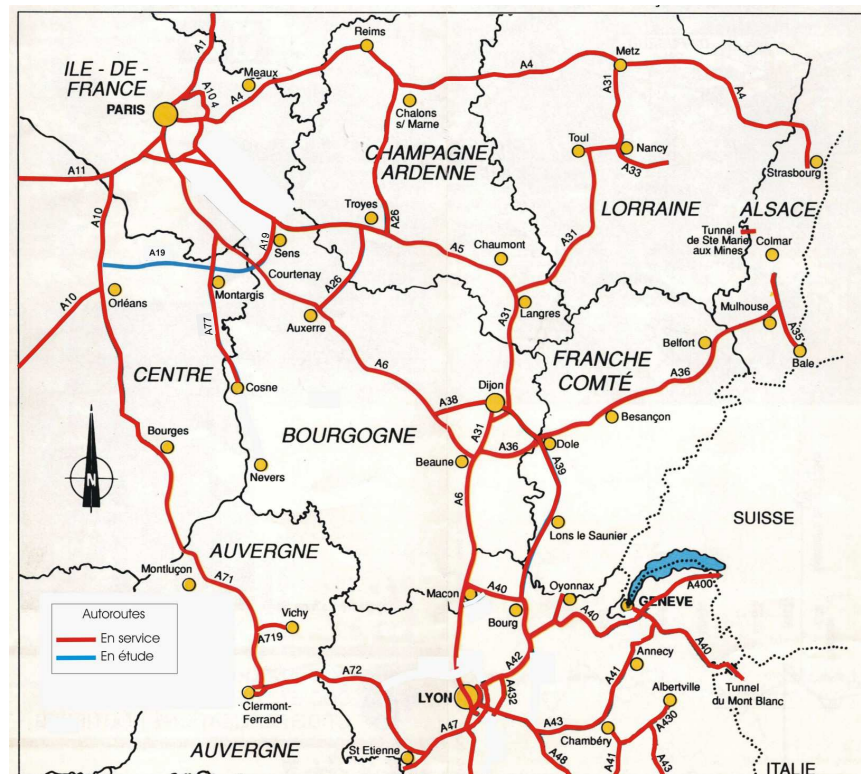 A1
Reims
ILE - DE -
FRANCE
PARIS
Meaux
A104
A4
Metz
A4
A31
A4
Chalons
s/ Marne
Toul
Nancy
A33
Strasbourg
CHAMPAGNE
ARDENNE
A11
A10
Troyes
A26
LORRAINE
ALSACE
Tunnel
de Ste Marie
aux Mines
Colmar
A19
Sens
A5
Chaumont
A31
A19
Courtenay
Montargis
A26
Orléans
A10
Auxerre
A77
A31
Langres
Mulhouse
A35
Bale
Belfort
FRANCHE
COMTÉ
A36
CENTRE
Cosne
A6
Dijon
A38
Besançon
Bourges
BOURGOGNE
A31
A36
Dole
N
Nevers
Beaune
A39
A6
Lons le Saunier
SUISSE
AUVERGNE
Montluçon
A71
Macon
A40
Oyonnax
A400
GENEVE
Autoroutes
En service
En étude
Vichy
A719
Bourg
A40
A42
Annecy
A40
A72
LYON
A432
A41
Albertville
Tunnel
du Mont Blanc
Clermont-
Ferrand
A47
A43
A430
Chambéry
St Etienne
A48
A41
A43
AUVERGNE
ITALIE